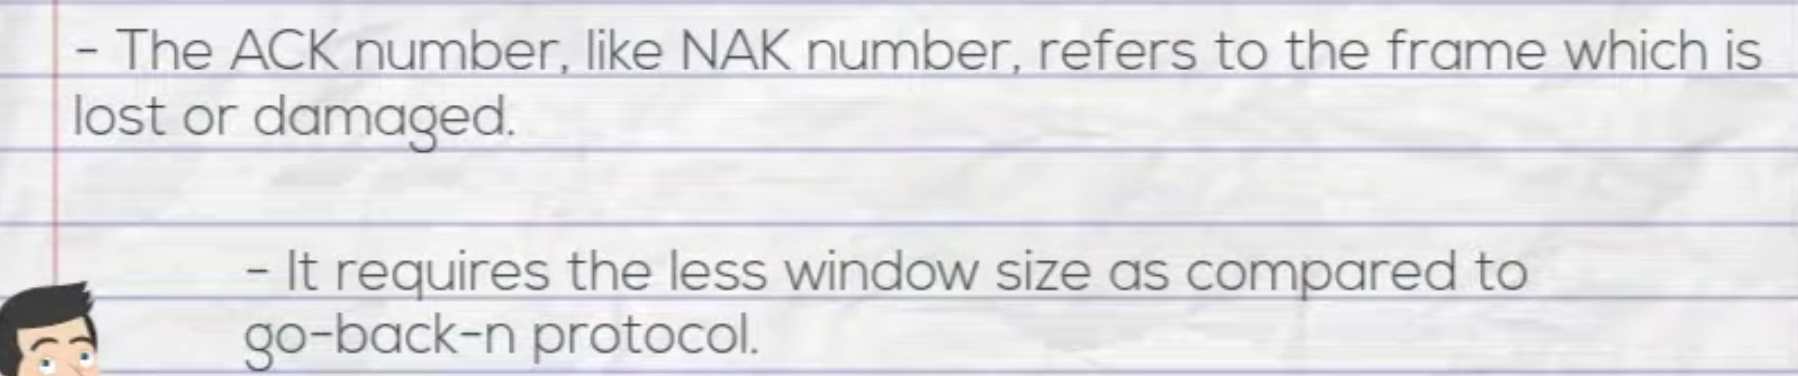 - The ACK number, like NAK number, refers to the frame which is
lost or damaged.
- It requires the less window size as compared to
go-back-n protocol.